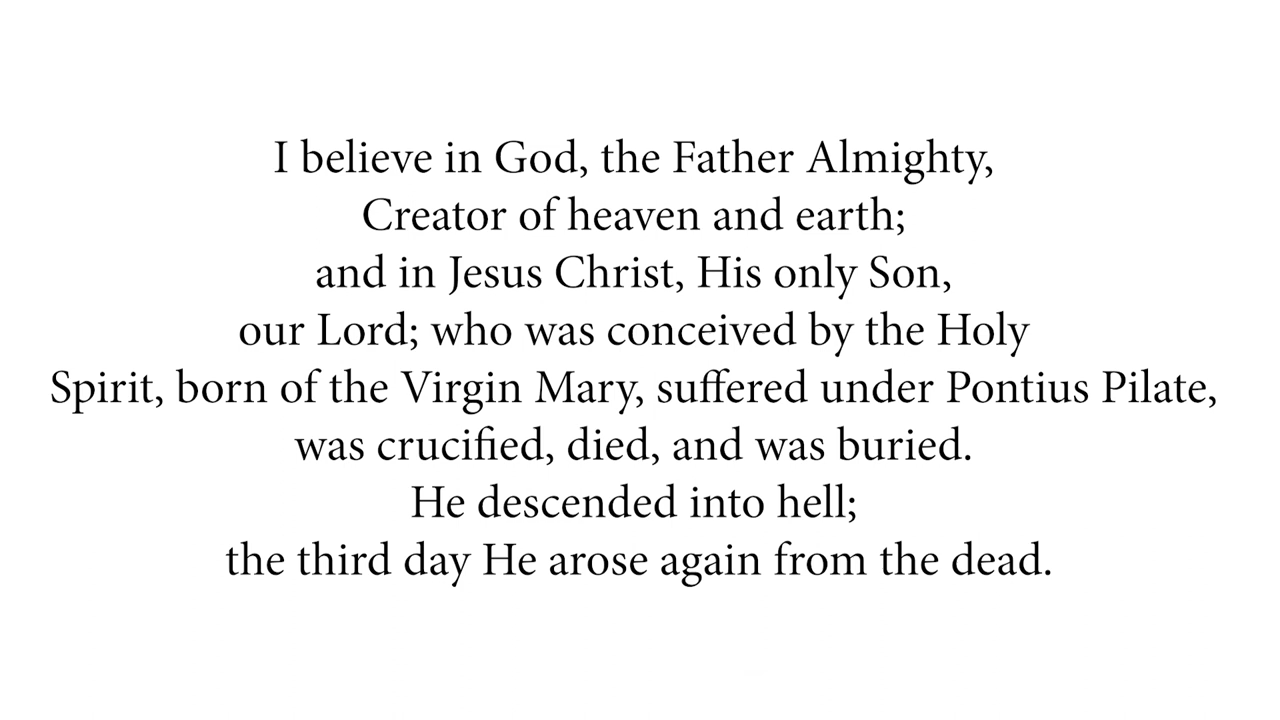 I believe in God, the Father Almighty,
Creator of heaven and earth;
and in Jesus Christ, His only Son,
our Lord; who was conceived by the Holy
Spirit, born of the Virgin Mary, suffered under Pontius Pilate,
was crucified, died, and was buried.
He descended into hell;
the third day He arose again from the dead.